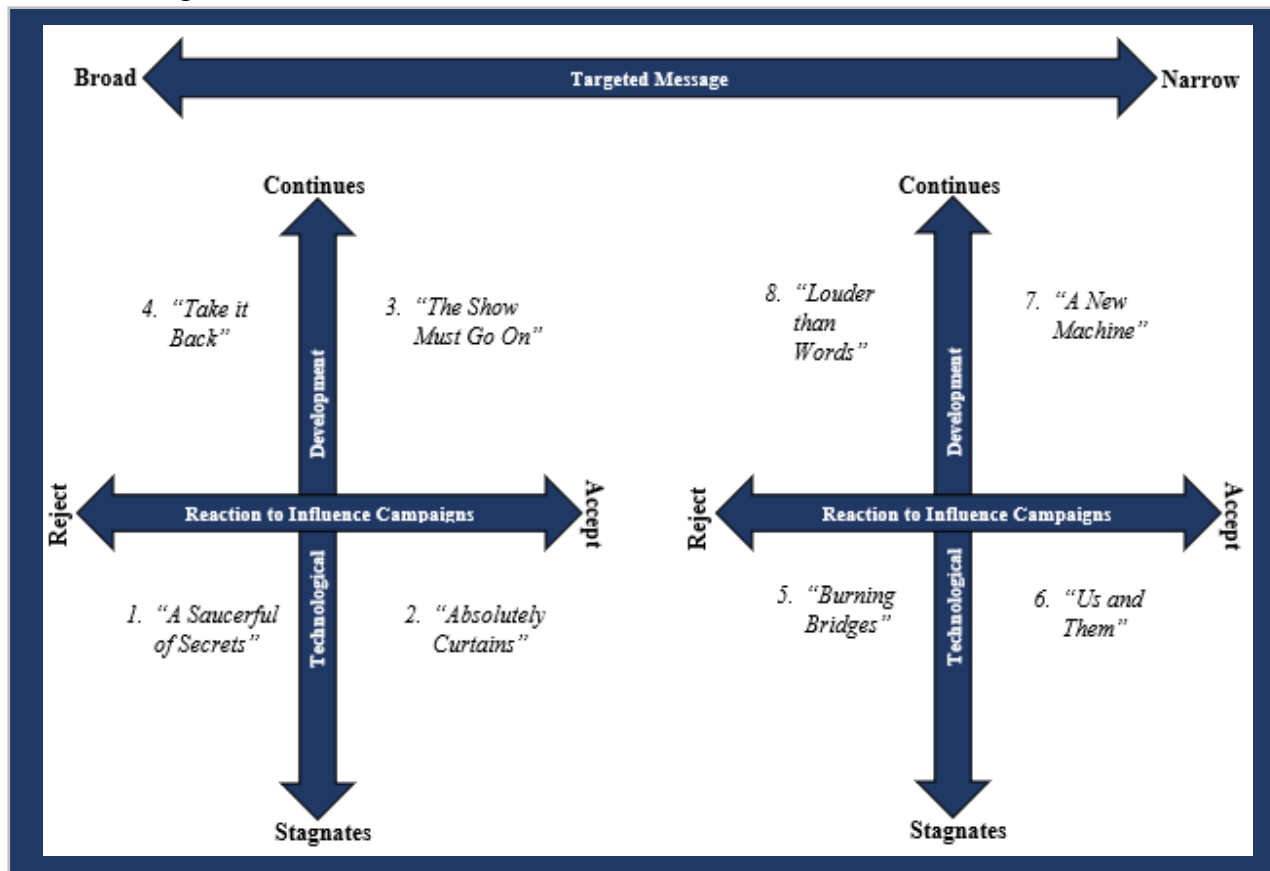 Broad
Targeted Message
Narrow
Continues
4. “Take it
Back”
3. “The Show
Must Go On”
Development
Reject
Reaction to Influence Campaigns
Accept
Technological
1. “A Saucerful
of Secrets”
2. “Absolutely
Curtains”
Stagnates
Continues
8. “Louder
than
Words”
7. “A New
Machine”
Development
Reject
Reaction to Influence Campaigns
Accept
Technological
5. “Burning
Bridges”
6. “Us and
Them”
Stagnates